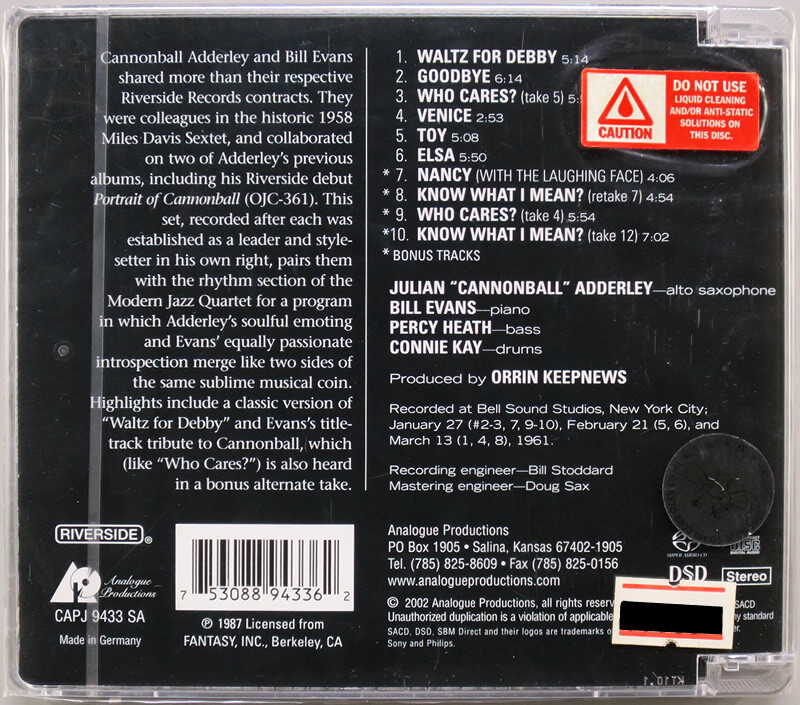 Cannonball Adderley and Bill Evans
shared more than their respective
Riverside Records contracts. They
were colleagues in the historic 1958
Miles Davis Sextet, and collaborated
on two of Adderley's previous
albums, including his Riverside debut
Portrait of Cannonball (OJC-361). This
set, recorded after each was
established as a leader and style-
setter in his own right, pairs them
with the rhythm section of the
Modern Jazz Quartet for a program
in which Adderley's soulful emoting
and Evans' equally passionate
introspection merge like two sides of
the same sublime musical coin.
Highlights include a classic version of
"Waltz for Debby" and Evans's title-
track tribute to Cannonball, which
(like "Who Cares?") is also heard
in a bonus alternate take.
1. WALTZ FOR DEBBY 5:14
2. GOODBYE 6:14
3. WHO CARES? (take 5)
4. VENICE 2:53
5. TOY 5:08
6. ELSA 5:50
* 7. NANCY (WITH THE LAUGHING FACE) 4:06
* 8. KNOW WHAT I MEAN? (retake 7) 4:54
* 9. WHO CARES? (take 4) 5:54
*10. KNOW WHAT I MEAN? (take 12) 7:02
* BONUS TRACKS
CAUTION
DO NOT USE
LIQUID CLEANING
AND/OR ANTI-STATIC
SOLUTIONS ON
THIS DISC.
JULIAN "CANNONBALL" ADDERLEY—alto saxophone
BILL EVANS—piano
PERCY HEATH—bass
CONNIE KAY—drums
Produced by ORRIN KEEPNEWS
Recorded at Bell Sound Studios, New York City;
January 27 (#2-3, 7, 9-10), February 21 (5, 6), and
March 13 (1, 4, 8), 1961.
Recording engineer—Bill Stoddard
Mastering engineer—Doug Sax
RIVERSIDE®
Analogue
Productions
CAPJ 9433 SA
Made in Germany
7 53088 94336 2
℗ 1987 Licensed from
FANTASY, INC., Berkeley, CA
Analogue Productions
PO Box 1905 • Salina, Kansas 67402-1905
Tel. (785) 825-8609 • Fax (785) 825-0156
www.analogueproductions.com
© 2002 Analogue Productions, all rights
Unauthorized duplication is a violation of applicable
SACD, DSD, SBM Direct and their logos are trademarks
Sony and Philips.
SUPER AUDIO CD
DISC
DIGITAL AUDIO
DSD
Stereo
SACD
standard